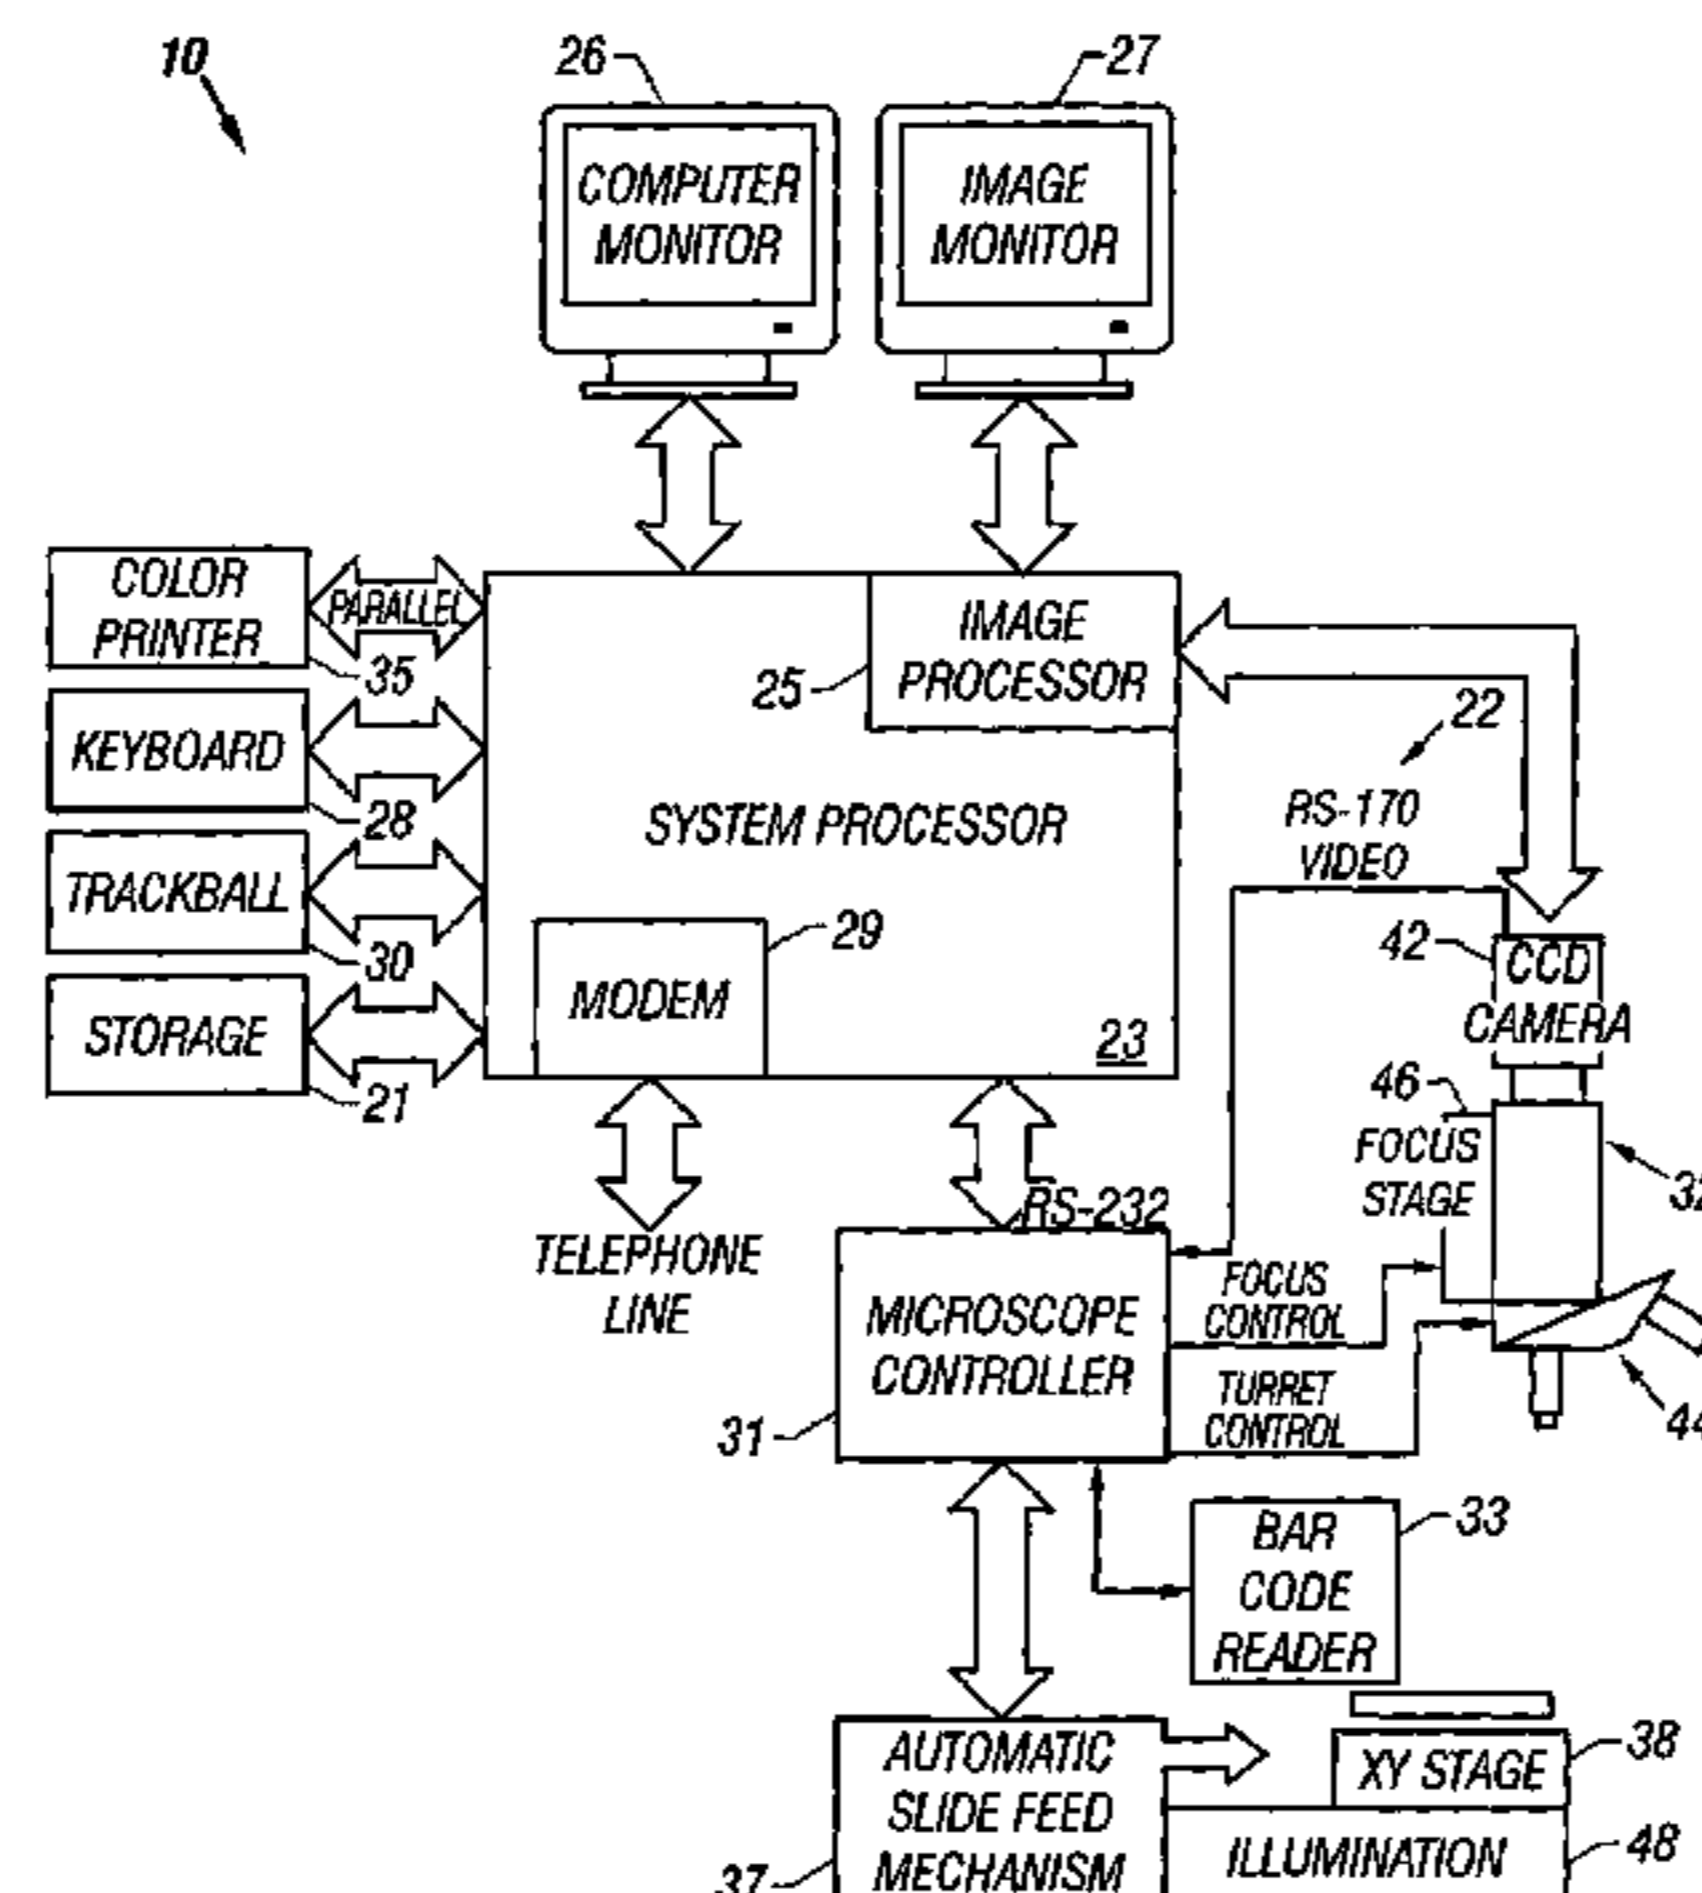 10
26
27
COMPUTER
MONITOR
IMAGE
MONITOR
COLOR
PRINTER
PARALLEL
35
IMAGE
PROCESSOR
25
22
KEYBOARD
28
SYSTEM PROCESSOR
RS-170
VIDEO
TRACKBALL
30
29
42
CCD
CAMERA
STORAGE
21
MODEM
23
46
FOCUS
STAGE
TELEPHONE
LINE
RS-232
MICROSCOPE
CONTROLLER
31
FOCUS
CONTROL
TURRET
CONTROL
44
BAR
CODE
READER
33
AUTOMATIC
SLIDE FEED
MECHANISM
37
XY STAGE
38
ILLUMINATION
48